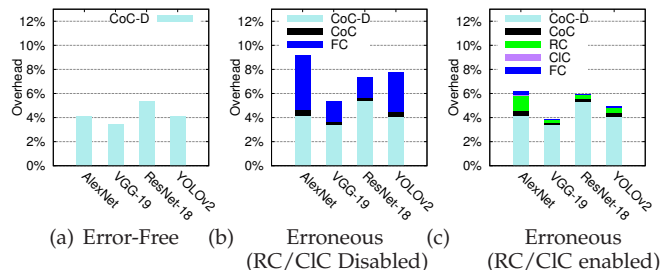 12%
10%
8%
6%
4%
2%
0%
Overhead
CoC-D
AlexNet
VGG-19
ResNet-18
YOLOv2
(a) Error-Free
12%
10%
8%
6%
4%
2%
0%
Overhead
CoC-D
CoC
FC
AlexNet
VGG-19
ResNet-18
YOLOv2
(b) Erroneous
(RC/ClC Disabled)
12%
10%
8%
6%
4%
2%
0%
Overhead
CoC-D
CoC
RC
ClC
FC
AlexNet
VGG-19
ResNet-18
YOLOv2
(c) Erroneous
(RC/ClC enabled)